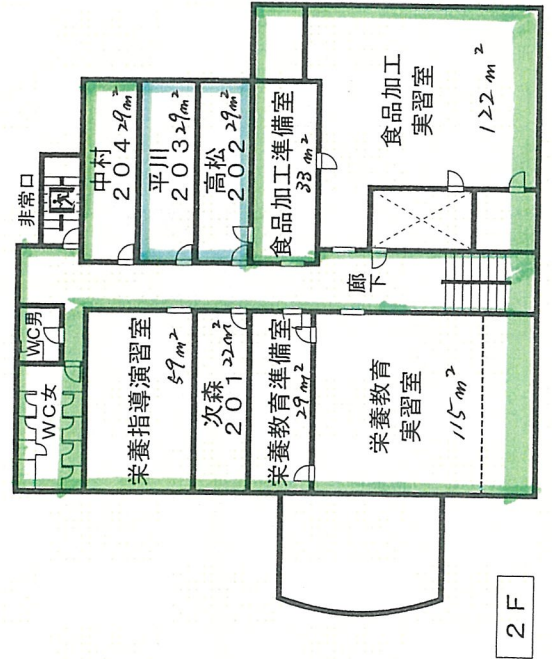 非常口
中村
204 29m²
平川
203 29m²
高松
202 29m²
食品加工準備室
33m²
食品加工
実習室
122m²
廊下
WC男
WC女
栄養指導演習室
59m²
次森
201 22m²
栄養教育準備室
29m²
栄養教育
実習室
115m²
2F